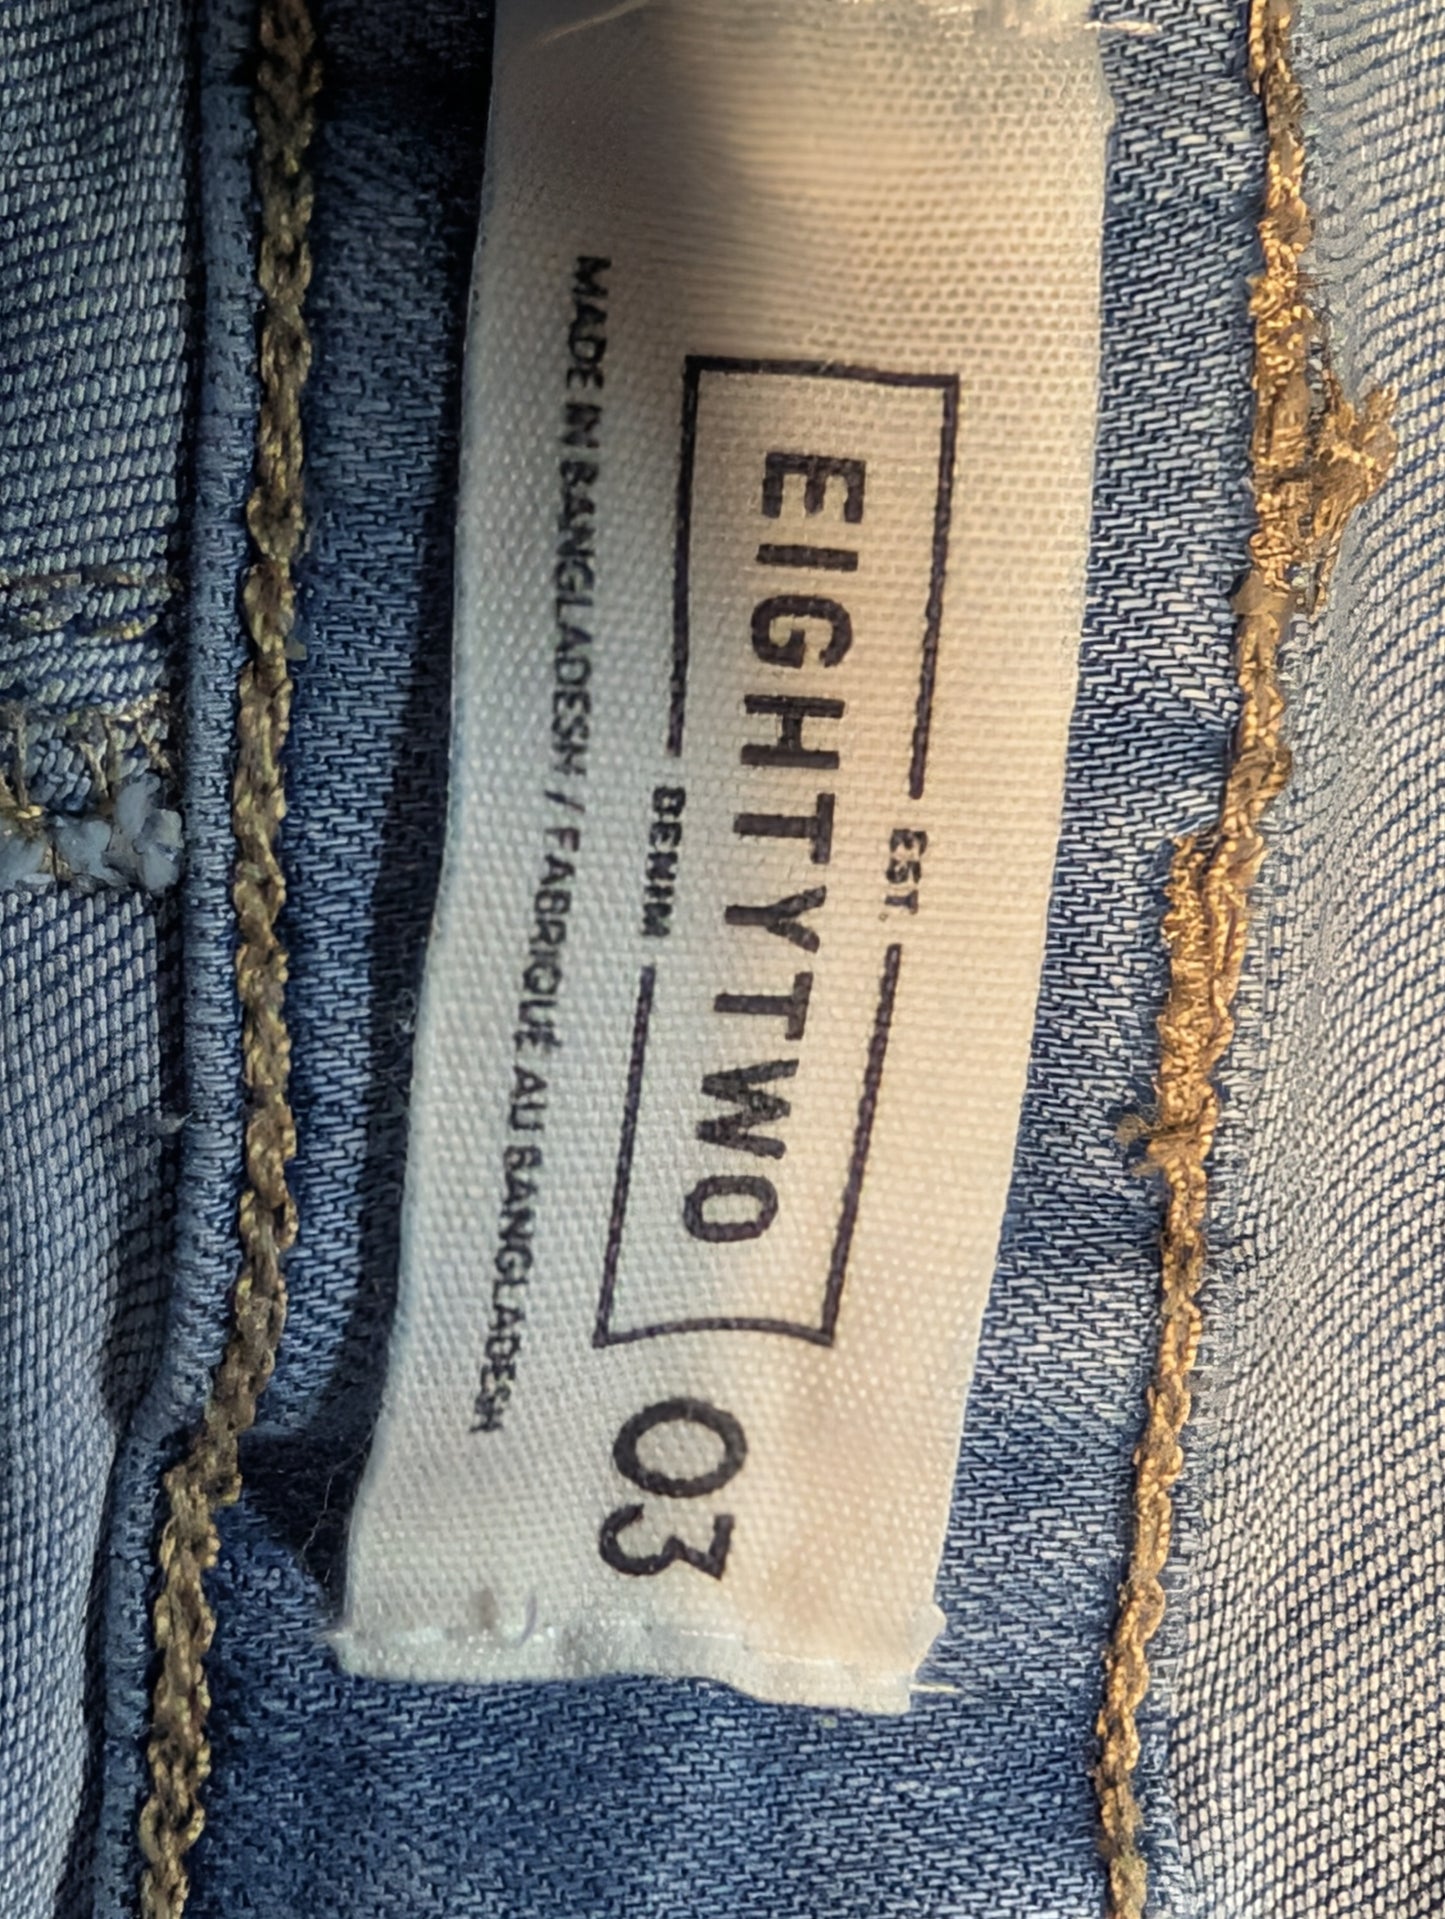 EST.
EIGHTYTWO 03
DENIM
MADE IN BANGLADESH / FABRIQUÉ AU BANGLADESH